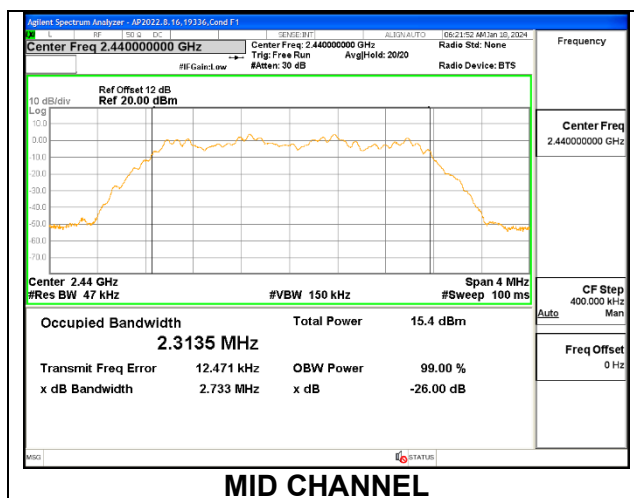 Agilent Spectrum Analyzer - AP2022.8.16,19336,Cond F1
L RF 50 Ω DC SENSE:INT ALIGN AUTO 06:21:52 AM Jan 18, 2024
Center Freq 2.440000000 GHz Center Freq: 2.440000000 GHz Radio Std: None
Trig: Free Run Avg|Hold: 20/20
#IFGain:Low #Atten: 30 dB Radio Device: BTS
Frequency
Ref Offset 12 dB
10 dB/div Ref 20.00 dBm
Log
10.0
0.00
-10.0
-20.0
-30.0
-40.0
-50.0
-60.0
-70.0
Center 2.44 GHz Span 4 MHz
#Res BW 47 kHz #VBW 150 kHz #Sweep 100 ms
Center Freq
2.440000000 GHz
CF Step
400.000 kHz
Auto Man
Freq Offset
0 Hz
Occupied Bandwidth Total Power 15.4 dBm
2.3135 MHz
Transmit Freq Error 12.471 kHz OBW Power 99.00 %
x dB Bandwidth 2.733 MHz x dB -26.00 dB
MSG STATUS
MID CHANNEL